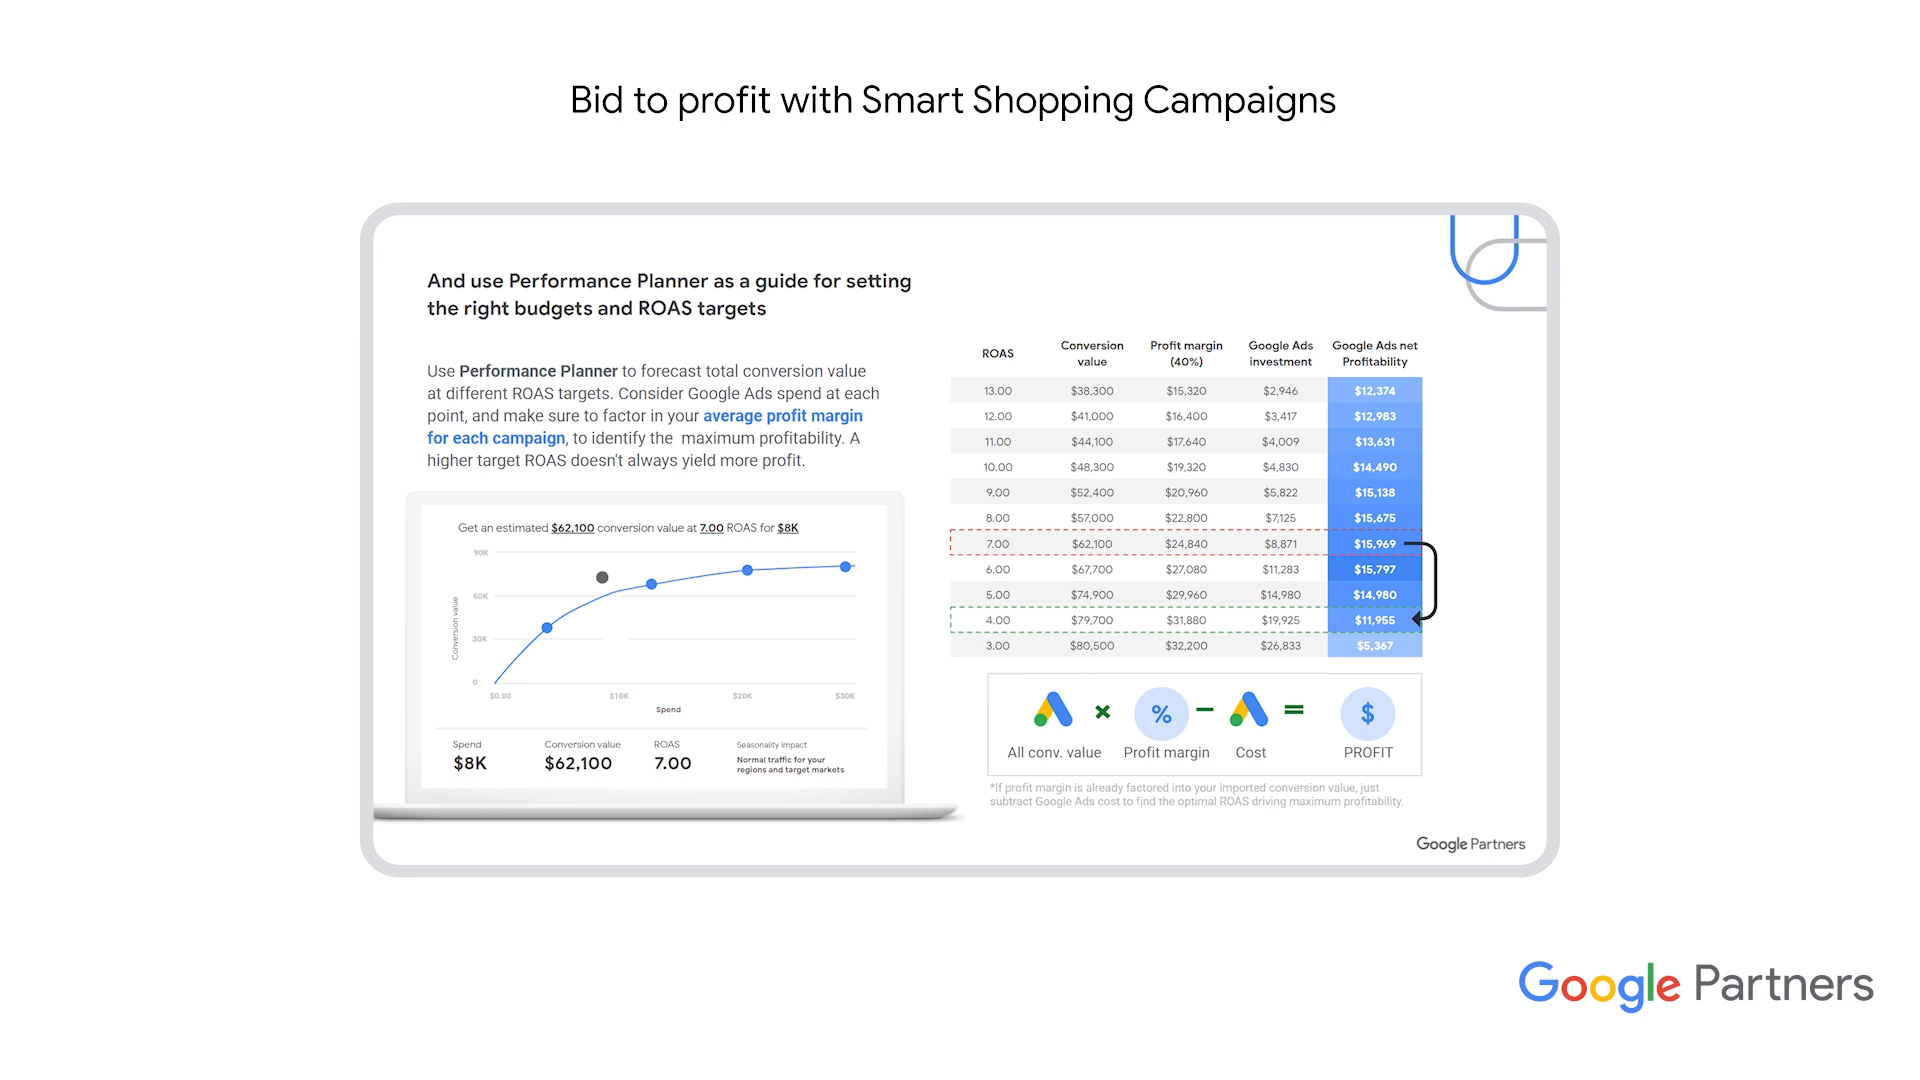 Bid to profit with Smart Shopping Campaigns
And use Performance Planner as a guide for setting
the right budgets and ROAS targets
Use Performance Planner to forecast total conversion value
at different ROAS targets. Consider Google Ads spend at each
point, and make sure to factor in your average profit margin
for each campaign, to identify the maximum profitability. A
higher target ROAS doesn't always yield more profit.
Get an estimated $62,100 conversion value at 7.00 ROAS for $8K
90K
60K
30K
0
Conversion value
$0.00 $10K $20K $30K
Spend
Spend Conversion value ROAS Seasonality impact
$8K $62,100 7.00 Normal traffic for your
regions and target markets
ROAS Conversion value Profit margin (40%) Google Ads investment Google Ads net Profitability
13.00 $38,300 $15,320 $2,946 $12,374
12.00 $41,000 $16,400 $3,417 $12,983
11.00 $44,100 $17,640 $4,009 $13,631
10.00 $48,300 $19,320 $4,830 $14,490
9.00 $52,400 $20,960 $5,822 $15,138
8.00 $57,000 $22,800 $7,125 $15,675
7.00 $62,100 $24,840 $8,871 $15,969
6.00 $67,700 $27,080 $11,283 $15,797
5.00 $74,900 $29,960 $14,980 $14,980
4.00 $79,700 $31,880 $19,925 $11,955
3.00 $80,500 $32,200 $26,833 $5,367
× % − = $
All conv. value Profit margin Cost PROFIT
*If profit margin is already factored into your imported conversion value, just
subtract Google Ads cost to find the optimal ROAS driving maximum profitability.
Google Partners
Google Partners